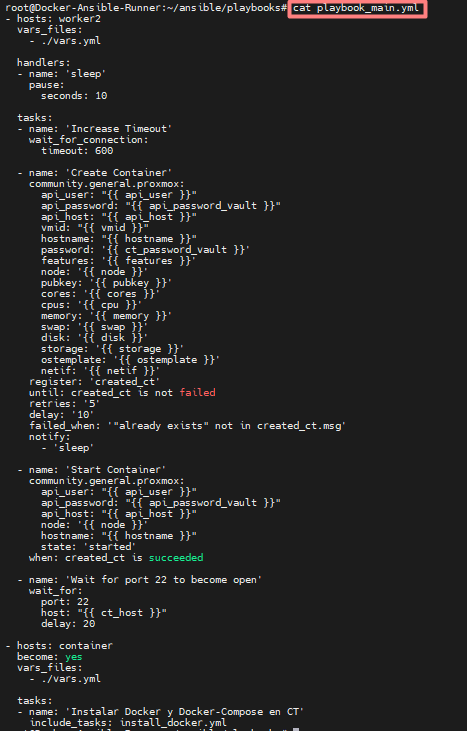 root@Docker-Ansible-Runner:~/ansible/playbooks# cat playbook_main.yml
- hosts: worker2
  vars_files:
    - ./vars.yml

  handlers:
  - name: 'sleep'
    pause:
      seconds: 10

  tasks:
  - name: 'Increase Timeout'
    wait_for_connection:
      timeout: 600

  - name: 'Create Container'
    community.general.proxmox:
      api_user: "{{ api_user }}"
      api_password: "{{ api_password_vault }}"
      api_host: "{{ api_host }}"
      vmid: "{{ vmid }}"
      hostname: "{{ hostname }}"
      password: '{{ ct_password_vault }}'
      features: '{{ features }}'
      node: '{{ node }}'
      pubkey: '{{ pubkey }}'
      cores: '{{ cores }}'
      cpus: '{{ cpu }}'
      memory: '{{ memory }}'
      swap: '{{ swap }}'
      disk: '{{ disk }}'
      storage: '{{ storage }}'
      ostemplate: '{{ ostemplate }}'
      netif: '{{ netif }}'
    register: 'created_ct'
    until: created_ct is not failed
    retries: '5'
    delay: '10'
    failed_when: '"already exists" not in created_ct.msg'
    notify:
      - 'sleep'

  - name: 'Start Container'
    community.general.proxmox:
      api_user: "{{ api_user }}"
      api_password: "{{ api_password_vault }}"
      api_host: "{{ api_host }}"
      node: '{{ node }}'
      hostname: "{{ hostname }}"
      state: 'started'
    when: created_ct is succeeded

  - name: 'Wait for port 22 to become open'
    wait_for:
      port: 22
      host: "{{ ct_host }}"
      delay: 20

- hosts: container
  become: yes
  vars_files:
    - ./vars.yml

  tasks:
  - name: 'Instalar Docker y Docker-Compose en CT'
    include_tasks: install_docker.yml